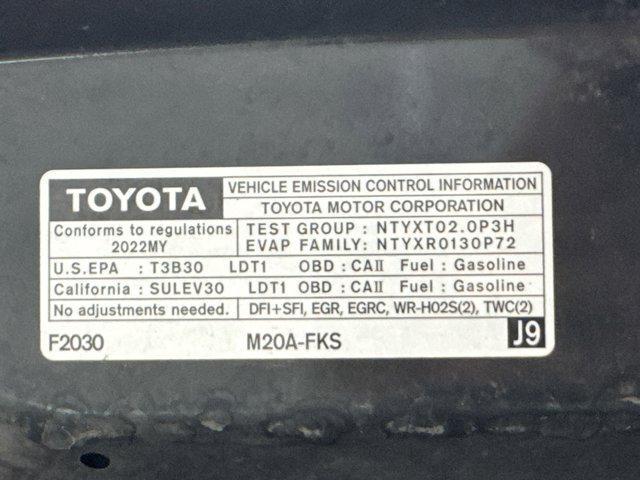 TOYOTA
VEHICLE EMISSION CONTROL INFORMATION
TOYOTA MOTOR CORPORATION
Conforms to regulations
2022MY
TEST GROUP : NTYXT02.0P3H
EVAP FAMILY: NTYXR0130P72
U.S.EPA : T3B30 LDT1 OBD : CAII Fuel : Gasoline
California : SULEV30 LDT1 OBD : CAII Fuel : Gasoline
No adjustments needed. DFI+SFI, EGR, EGRC, WR-HO2S(2), TWC(2)
F2030 M20A-FKS J9